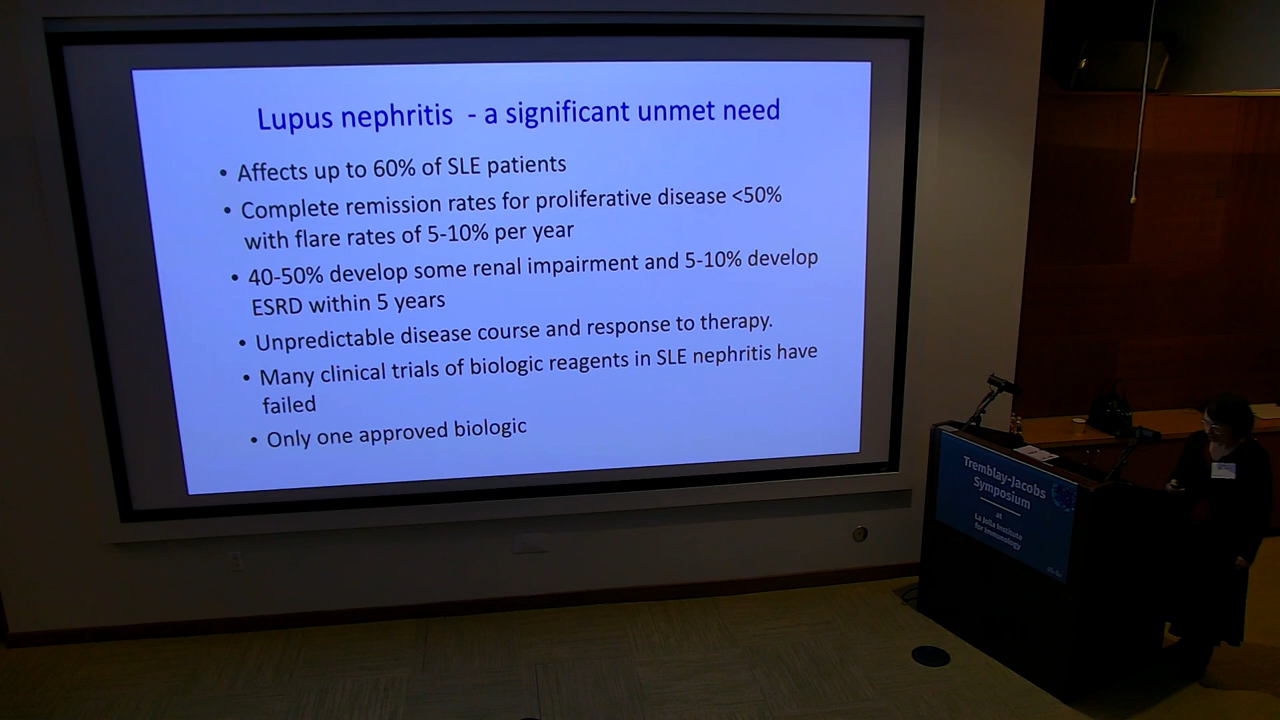 Lupus nephritis - a significant unmet need
• Affects up to 60% of SLE patients
• Complete remission rates for proliferative disease <50%
with flare rates of 5-10% per year
• 40-50% develop some renal impairment and 5-10% develop
ESRD within 5 years
• Unpredictable disease course and response to therapy.
• Many clinical trials of biologic reagents in SLE nephritis have
failed
• Only one approved biologic
Tremblay-Jacobs
Symposium
at
La Jolla Institute
for Immunology